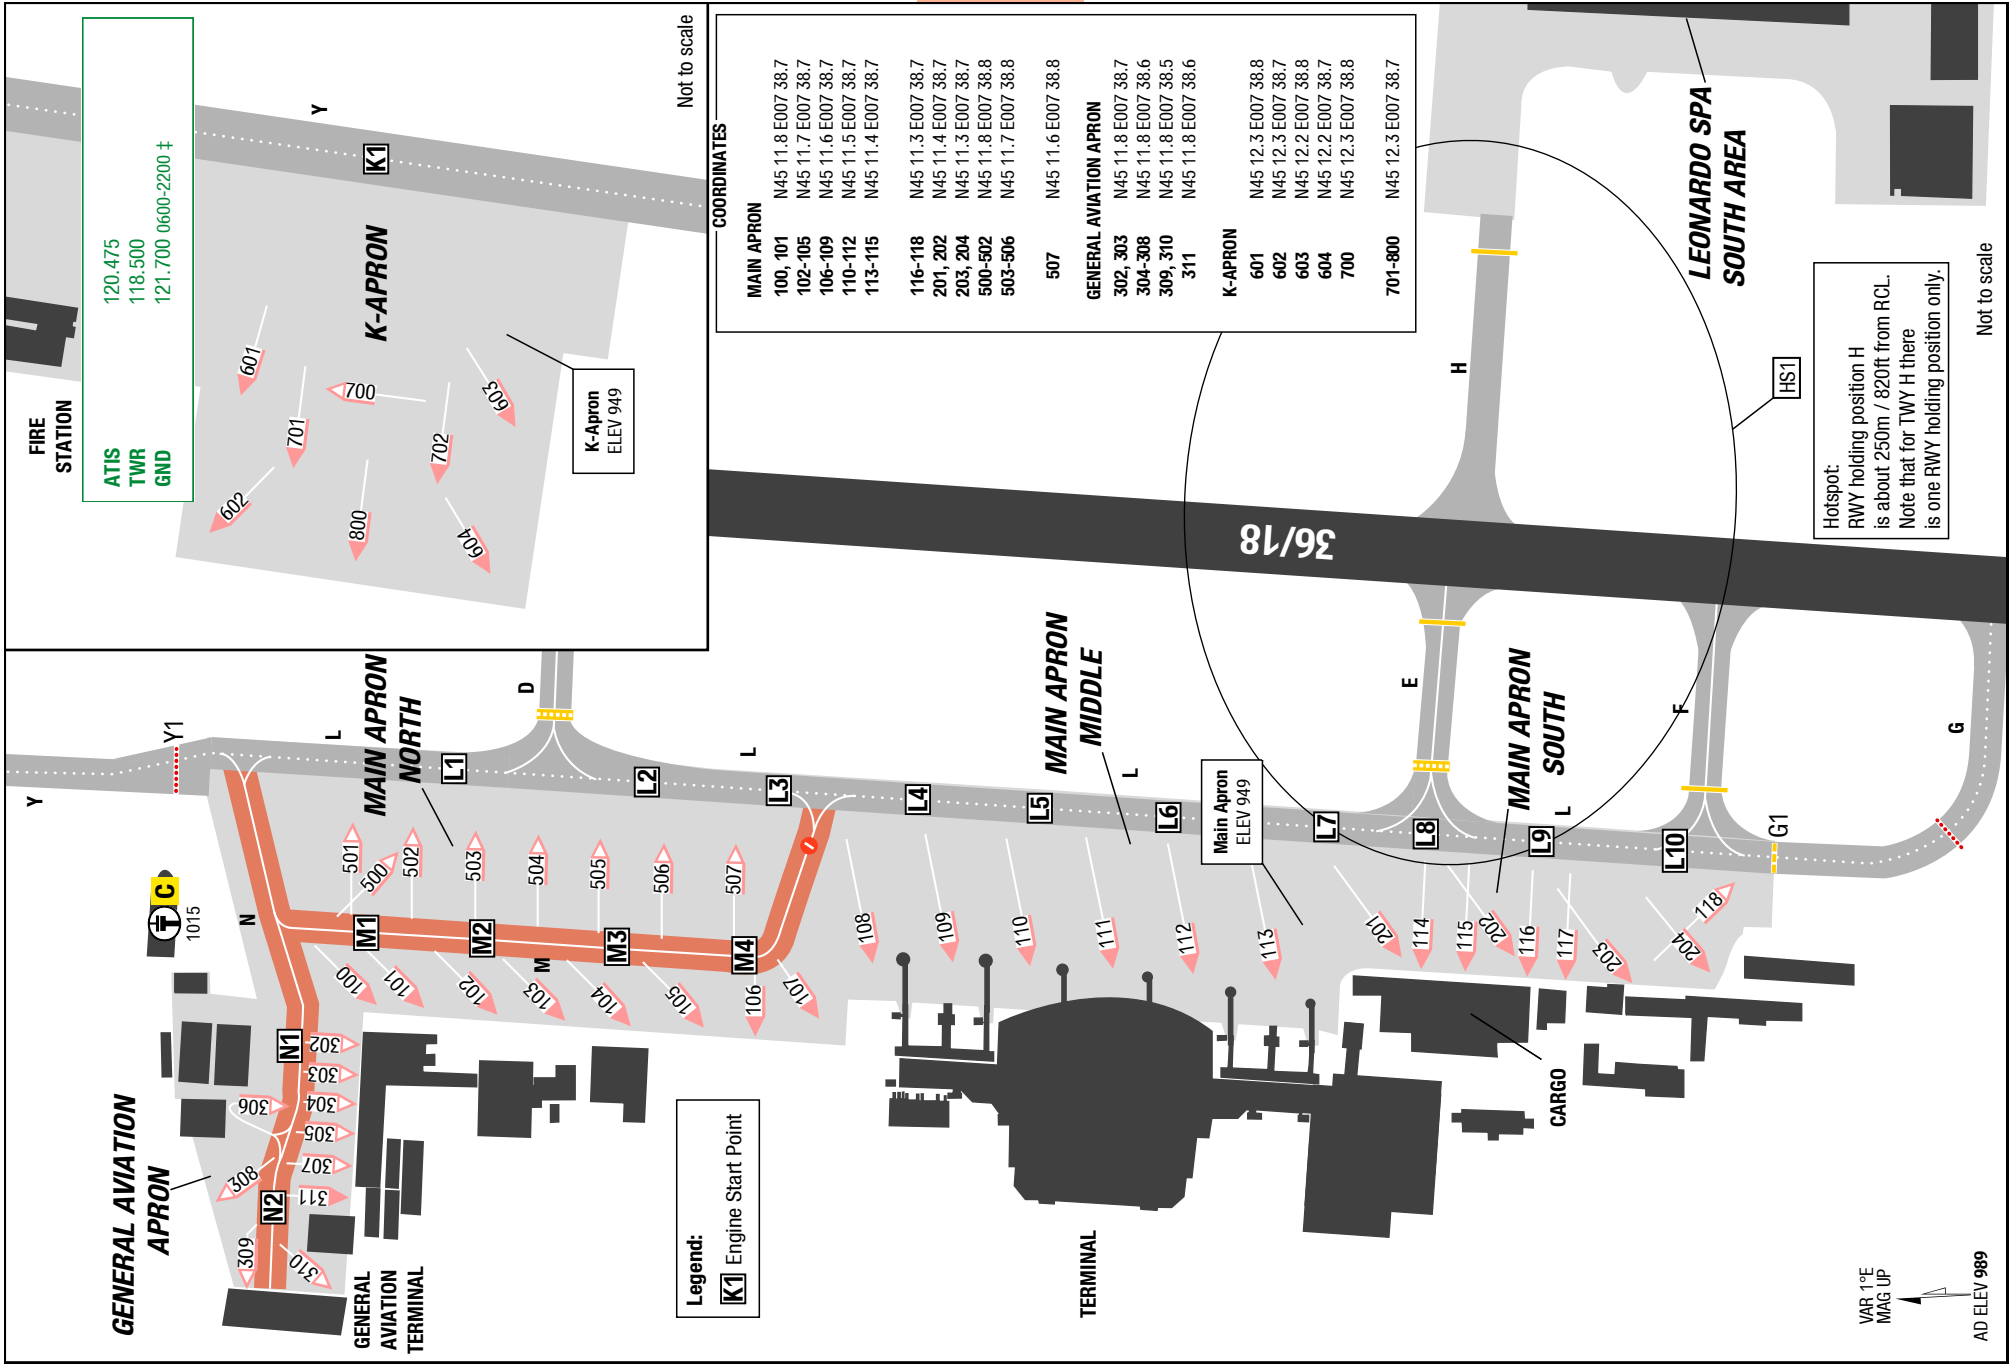 FIRE
STATION
ATIS 120.475
TWR 118.500
GND 121.700 0600-2200 ‡
Y
K1
K-APRON
601
602
603
604
700
701
702
800
K-Apron
ELEV 949
Not to scale
COORDINATES
MAIN APRON
100, 101 N45 11.8 E007 38.7
102-105 N45 11.7 E007 38.7
106-109 N45 11.6 E007 38.7
110-112 N45 11.5 E007 38.7
113-115 N45 11.4 E007 38.7
116-118 N45 11.3 E007 38.7
201, 202 N45 11.4 E007 38.7
203, 204 N45 11.3 E007 38.7
500-502 N45 11.8 E007 38.8
503-506 N45 11.7 E007 38.8
507 N45 11.6 E007 38.8
GENERAL AVIATION APRON
302, 303 N45 11.8 E007 38.7
304-308 N45 11.8 E007 38.6
309, 310 N45 11.8 E007 38.5
311 N45 11.8 E007 38.6
K-APRON
601 N45 12.3 E007 38.8
602 N45 12.3 E007 38.7
603 N45 12.2 E007 38.8
604 N45 12.2 E007 38.7
700 N45 12.3 E007 38.8
701-800 N45 12.3 E007 38.7
LEONARDO SPA
SOUTH AREA
Hotspot:
RWY holding position H
is about 250m / 820ft from RCL.
Note that for TWY H there
is one RWY holding position only.
Not to scale
HS1
H
36/18
Y
Y1
L
L1
D
L2
L
L3
L4
L5
L
L6
L7
E
L8
L9
L
L10
F
G1
G
MAIN APRON
NORTH
MAIN APRON
MIDDLE
MAIN APRON
SOUTH
Main Apron
ELEV 949
C
1015
N
M1
M2
M
M3
M4
N1
N2
501
500
502
503
504
505
506
507
100
101
102
103
104
105
106
107
108
109
110
111
112
113
201
114
115
202
116
117
203
204
118
302
303
304
305
306
307
308
311
309
310
GENERAL AVIATION
APRON
GENERAL
AVIATION
TERMINAL
Legend:
K1 Engine Start Point
TERMINAL
CARGO
VAR 1°E
MAG UP
AD ELEV 989